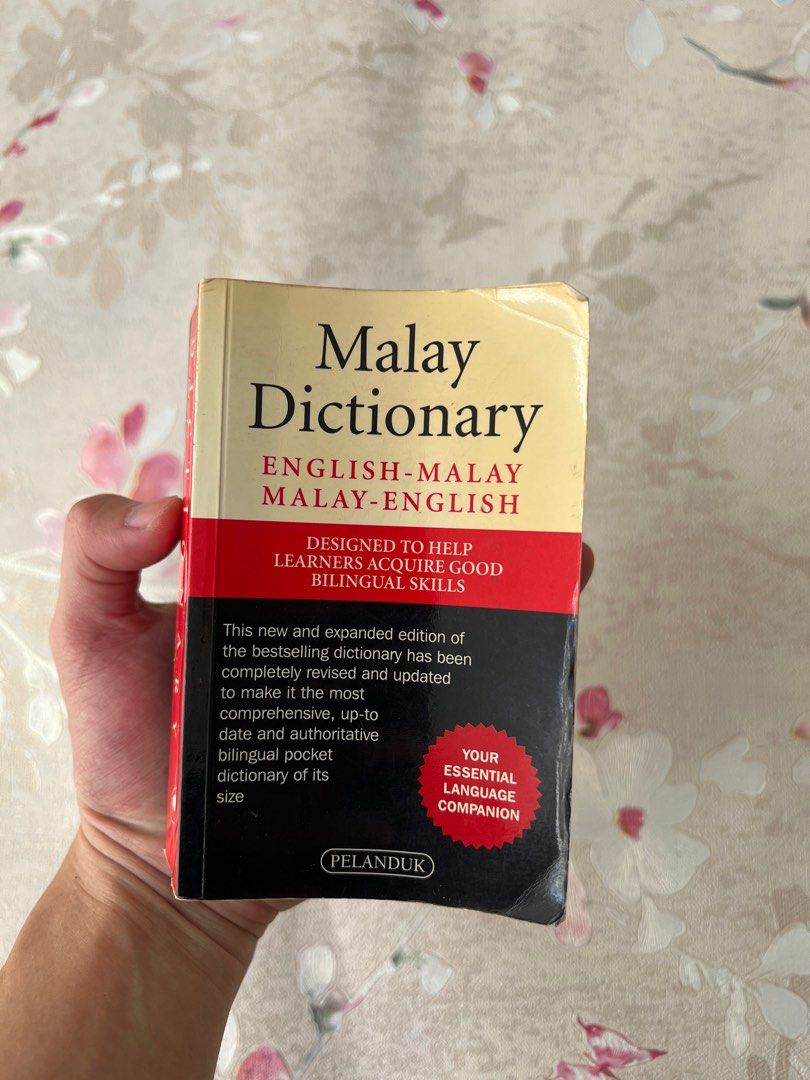 Malay
Dictionary
ENGLISH-MALAY
MALAY-ENGLISH
DESIGNED TO HELP
LEARNERS ACQUIRE GOOD
BILINGUAL SKILLS
This new and expanded edition of
the bestselling dictionary has been
completely revised and updated
to make it the most
comprehensive, up-to
date and authoritative
bilingual pocket
dictionary of its
size
YOUR
ESSENTIAL
LANGUAGE
COMPANION
PELANDUK